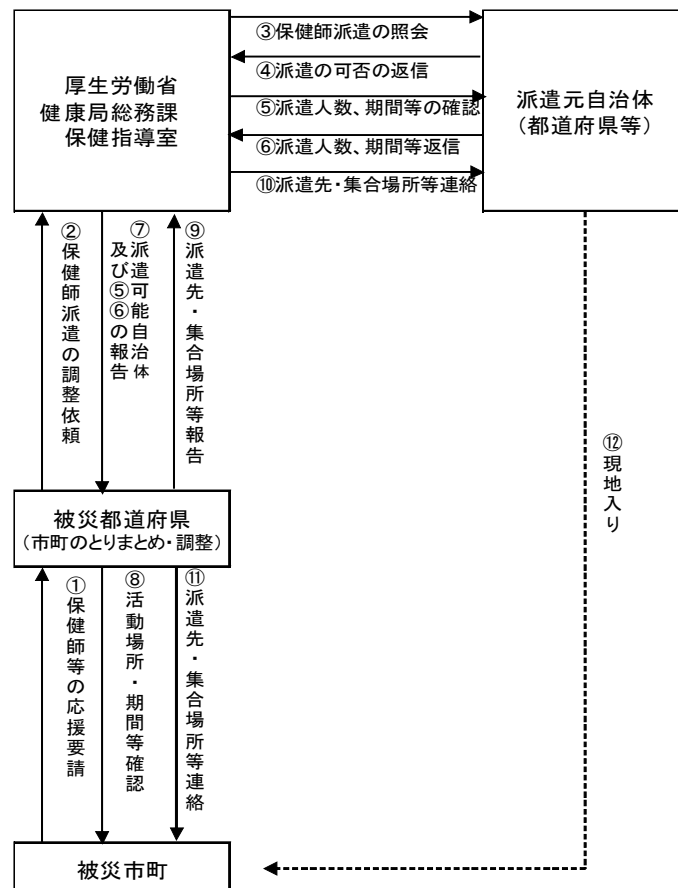 厚生労働省
健康局総務課
保健指導室
③保健師派遣の照会
④派遣の可否の返信
⑤派遣人数、期間等の確認
⑥派遣人数、期間等返信
⑩派遣先・集合場所等連絡
派遣元自治体
(都道府県等)
②保健師派遣の調整依頼
⑦派遣可能自治体
及び⑤⑥の報告
⑨派遣先・集合場所等報告
⑫現地入り
被災都道府県
(市町のとりまとめ・調整)
①保健師等の応援要請
⑧活動場所・期間等確認
⑪派遣先・集合場所等連絡
被災市町